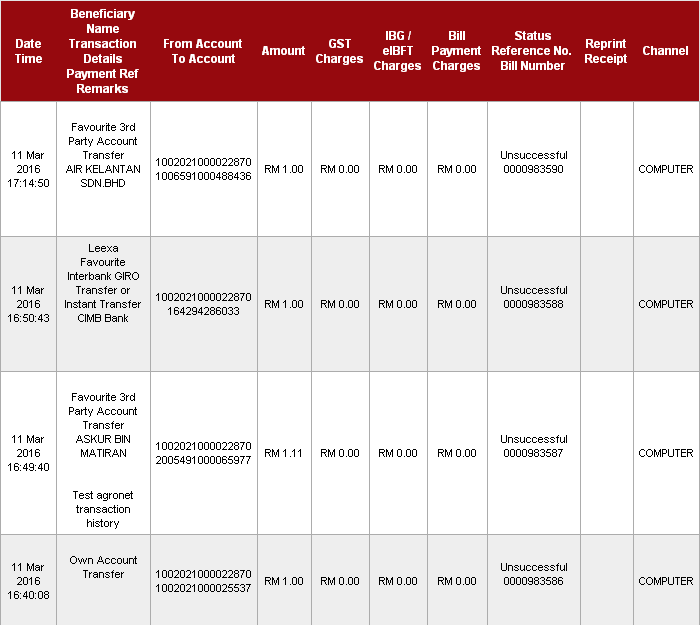 Date
Time
Beneficiary
Name
Transaction
Details
Payment Ref
Remarks
From Account
To Account
Amount
GST
Charges
IBG /
eIBFT
Charges
Bill
Payment
Charges
Status
Reference No.
Bill Number
Reprint
Receipt
Channel
11 Mar
2016
17:14:50
Favourite 3rd
Party Account
Transfer
AIR KELANTAN
SDN.BHD
1002021000022870
1006591000488436
RM 1.00
RM 0.00
RM 0.00
RM 0.00
Unsuccessful
0000983590
COMPUTER
11 Mar
2016
16:50:43
Leexa
Favourite
Interbank GIRO
Transfer or
Instant Transfer
CIMB Bank
1002021000022870
164294286033
RM 1.00
RM 0.00
RM 0.00
RM 0.00
Unsuccessful
0000983588
COMPUTER
11 Mar
2016
16:49:40
Favourite 3rd
Party Account
Transfer
ASKUR BIN
MATIRAN
Test agronet
transaction
history
1002021000022870
2005491000065977
RM 1.11
RM 0.00
RM 0.00
RM 0.00
Unsuccessful
0000983587
COMPUTER
11 Mar
2016
16:40:08
Own Account
Transfer
1002021000022870
1002021000025537
RM 1.00
RM 0.00
RM 0.00
RM 0.00
Unsuccessful
0000983586
COMPUTER